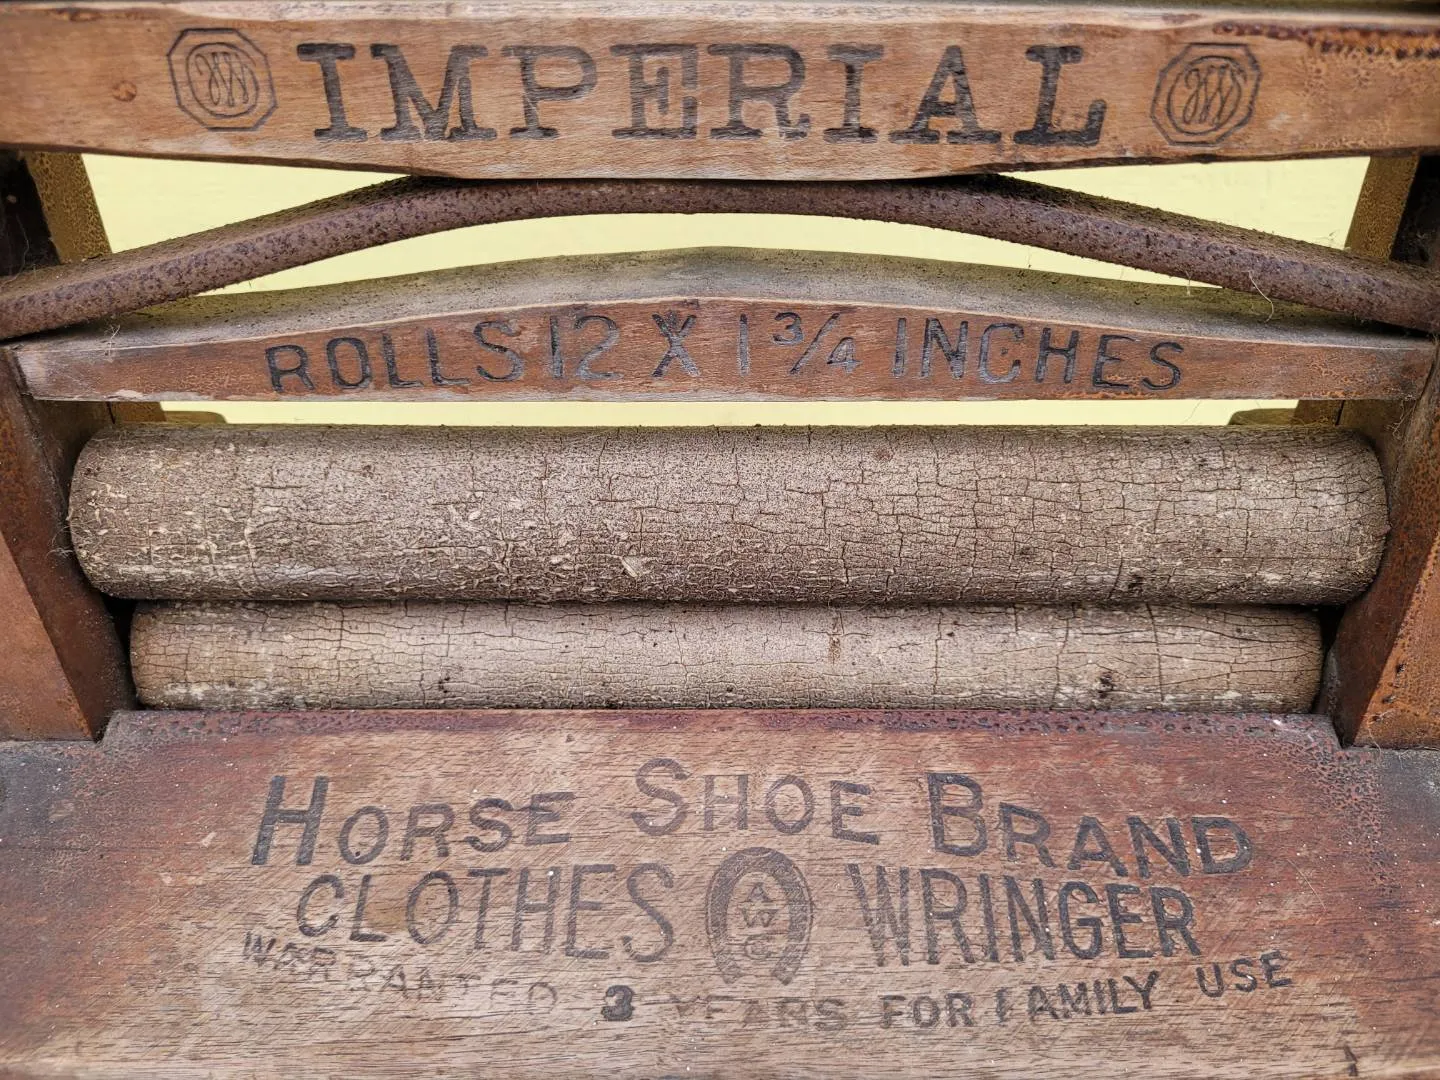 IMPERIAL
ROLLS 12 X 1 3/4 INCHES
HORSE SHOE BRAND
CLOTHES AWC WRINGER
WARRANTED 3 YEARS FOR FAMILY USE